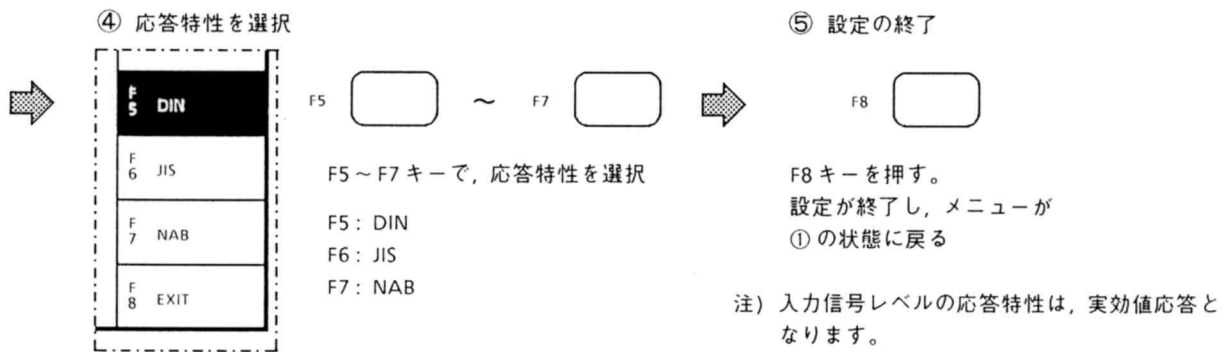 ④ 応答特性を選択
F5 DIN
F6 JIS
F7 NAB
F8 EXIT
F5 ～ F7
F5～F7キーで, 応答特性を選択
F5: DIN
F6: JIS
F7: NAB
⑤ 設定の終了
F8
F8キーを押す。
設定が終了し, メニューが
①の状態に戻る
注) 入力信号レベルの応答特性は, 実効値応答と
なります。